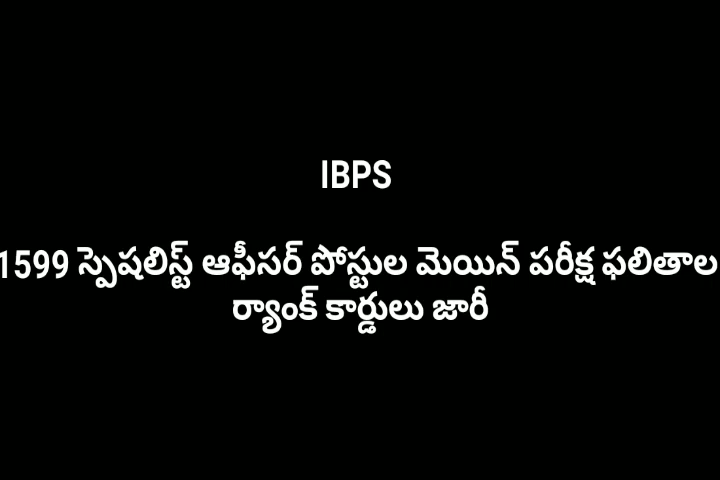 IBPS
1599 స్పెషలిస్ట్ ఆఫీసర్ పోస్టుల మెయిన్ పరీక్ష ఫలితాల
ర్యాంక్ కార్డులు జారీ